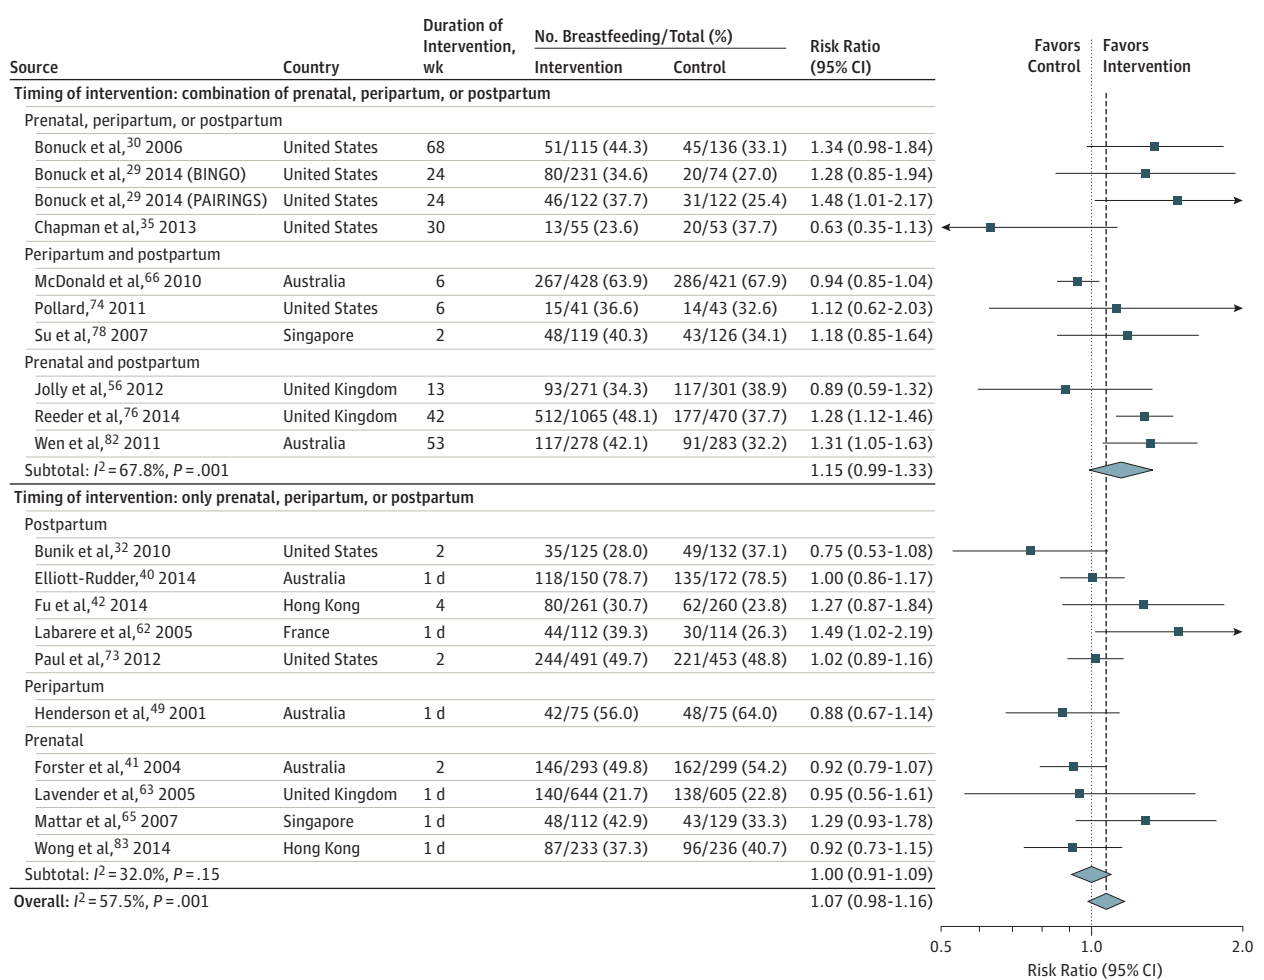 Source Country Duration of Intervention, wk No. Breastfeeding/Total (%) Intervention Control Risk Ratio (95% CI) Favors Control Favors Intervention
Timing of intervention: combination of prenatal, peripartum, or postpartum
Prenatal, peripartum, or postpartum
Bonuck et al,30 2006 United States 68 51/115 (44.3) 45/136 (33.1) 1.34 (0.98-1.84)
Bonuck et al,29 2014 (BINGO) United States 24 80/231 (34.6) 20/74 (27.0) 1.28 (0.85-1.94)
Bonuck et al,29 2014 (PAIRINGS) United States 24 46/122 (37.7) 31/122 (25.4) 1.48 (1.01-2.17)
Chapman et al,35 2013 United States 30 13/55 (23.6) 20/53 (37.7) 0.63 (0.35-1.13)
Peripartum and postpartum
McDonald et al,66 2010 Australia 6 267/428 (63.9) 286/421 (67.9) 0.94 (0.85-1.04)
Pollard,74 2011 United States 6 15/41 (36.6) 14/43 (32.6) 1.12 (0.62-2.03)
Su et al,78 2007 Singapore 2 48/119 (40.3) 43/126 (34.1) 1.18 (0.85-1.64)
Prenatal and postpartum
Jolly et al,56 2012 United Kingdom 13 93/271 (34.3) 117/301 (38.9) 0.89 (0.59-1.32)
Reeder et al,76 2014 United Kingdom 42 512/1065 (48.1) 177/470 (37.7) 1.28 (1.12-1.46)
Wen et al,82 2011 Australia 53 117/278 (42.1) 91/283 (32.2) 1.31 (1.05-1.63)
Subtotal: I2 = 67.8%, P = .001 1.15 (0.99-1.33)
Timing of intervention: only prenatal, peripartum, or postpartum
Postpartum
Bunik et al,32 2010 United States 2 35/125 (28.0) 49/132 (37.1) 0.75 (0.53-1.08)
Elliott-Rudder,40 2014 Australia 1 d 118/150 (78.7) 135/172 (78.5) 1.00 (0.86-1.17)
Fu et al,42 2014 Hong Kong 4 80/261 (30.7) 62/260 (23.8) 1.27 (0.87-1.84)
Labarere et al,62 2005 France 1 d 44/112 (39.3) 30/114 (26.3) 1.49 (1.02-2.19)
Paul et al,73 2012 United States 2 244/491 (49.7) 221/453 (48.8) 1.02 (0.89-1.16)
Peripartum
Henderson et al,49 2001 Australia 1 d 42/75 (56.0) 48/75 (64.0) 0.88 (0.67-1.14)
Prenatal
Forster et al,41 2004 Australia 2 146/293 (49.8) 162/299 (54.2) 0.92 (0.79-1.07)
Lavender et al,63 2005 United Kingdom 1 d 140/644 (21.7) 138/605 (22.8) 0.95 (0.56-1.61)
Mattar et al,65 2007 Singapore 1 d 48/112 (42.9) 43/129 (33.3) 1.29 (0.93-1.78)
Wong et al,83 2014 Hong Kong 1 d 87/233 (37.3) 96/236 (40.7) 0.92 (0.73-1.15)
Subtotal: I2 = 32.0%, P = .15 1.00 (0.91-1.09)
Overall: I2 = 57.5%, P = .001 1.07 (0.98-1.16)
0.5 1.0 2.0
Risk Ratio (95% CI)